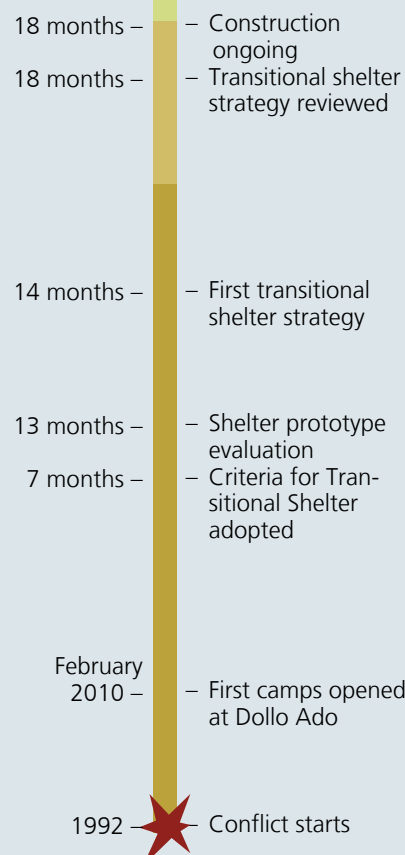 18 months – – Construction
ongoing
18 months – – Transitional shelter
strategy reviewed
14 months – – First transitional
shelter strategy
13 months – – Shelter prototype
evaluation
7 months – – Criteria for Tran-
sitional Shelter
adopted
February
2010 – – First camps opened
at Dollo Ado
1992 – – Conflict starts